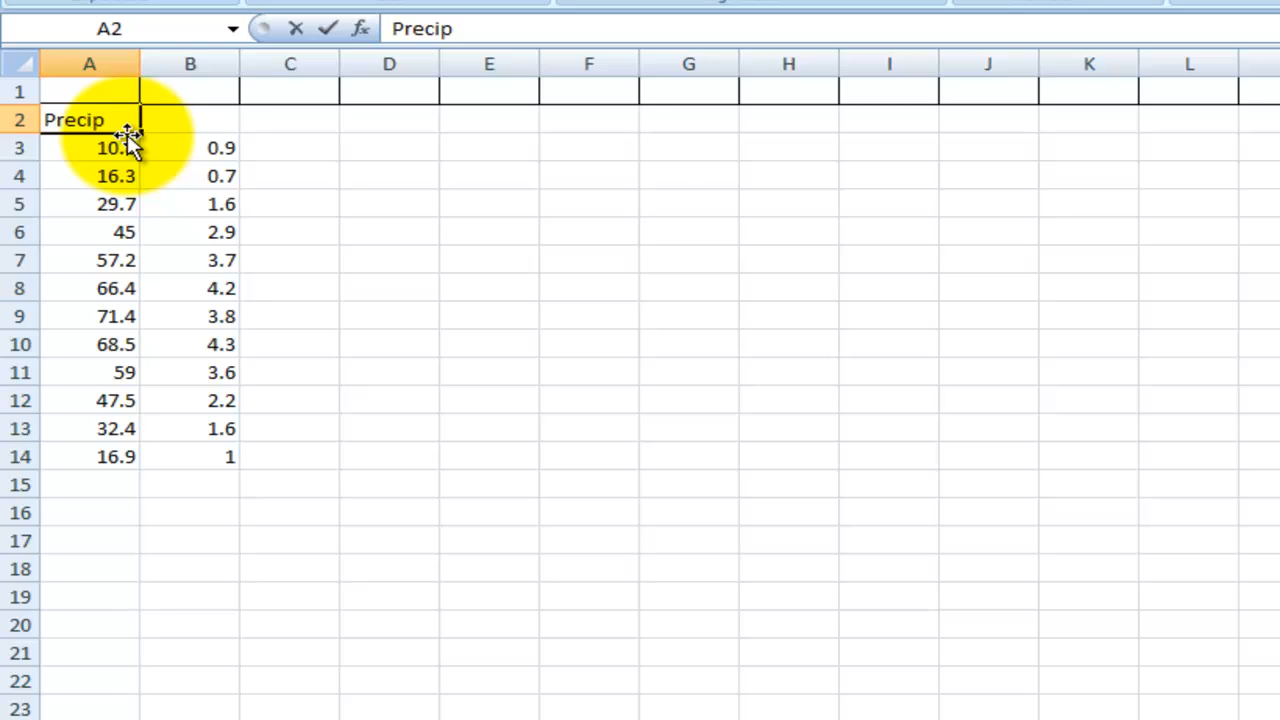 A2 fx Precip
A B C D E F G H I J K L
1
2 Precip
3 10. 0.9
4 16.3 0.7
5 29.7 1.6
6 45 2.9
7 57.2 3.7
8 66.4 4.2
9 71.4 3.8
10 68.5 4.3
11 59 3.6
12 47.5 2.2
13 32.4 1.6
14 16.9 1
15
16
17
18
19
20
21
22
23